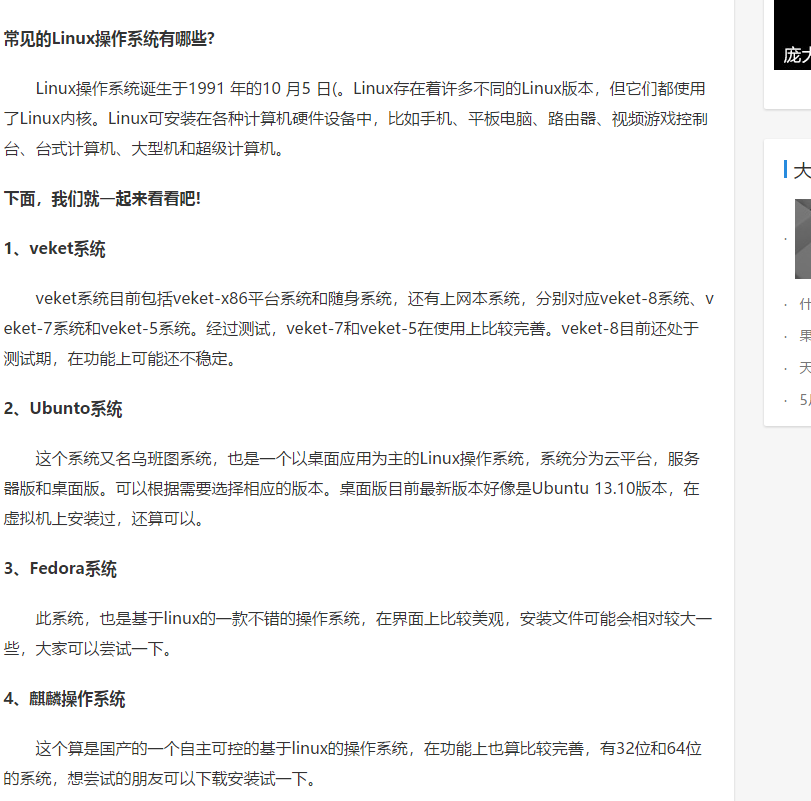 常见的Linux操作系统有哪些？
Linux操作系统诞生于1991 年的10 月5 日(。Linux存在着许多不同的Linux版本，但它们都使用
了Linux内核。Linux可安装在各种计算机硬件设备中，比如手机、平板电脑、路由器、视频游戏控制
台、台式计算机、大型机和超级计算机。
下面，我们就一起来看看吧！
1、veket系统
veket系统目前包括veket-x86平台系统和随身系统，还有上网本系统，分别对应veket-8系统、v
eket-7系统和veket-5系统。经过测试，veket-7和veket-5在使用上比较完善。veket-8目前还处于
测试期，在功能上可能还不稳定。
2、Ubunto系统
这个系统又名乌班图系统，也是一个以桌面应用为主的Linux操作系统，系统分为云平台，服务
器版和桌面版。可以根据需要选择相应的版本。桌面版目前最新版本好像是Ubuntu 13.10版本，在
虚拟机上安装过，还算可以。
3、Fedora系统
此系统，也是基于linux的一款不错的操作系统，在界面上比较美观，安装文件可能会相对较大一
些，大家可以尝试一下。
4、麒麟操作系统
这个算是国产的一个自主可控的基于linux的操作系统，在功能上也算比较完善，有32位和64位
的系统，想尝试的朋友可以下载安装试一下。
庞大
大
· 什
· 果
· 天
· 5月